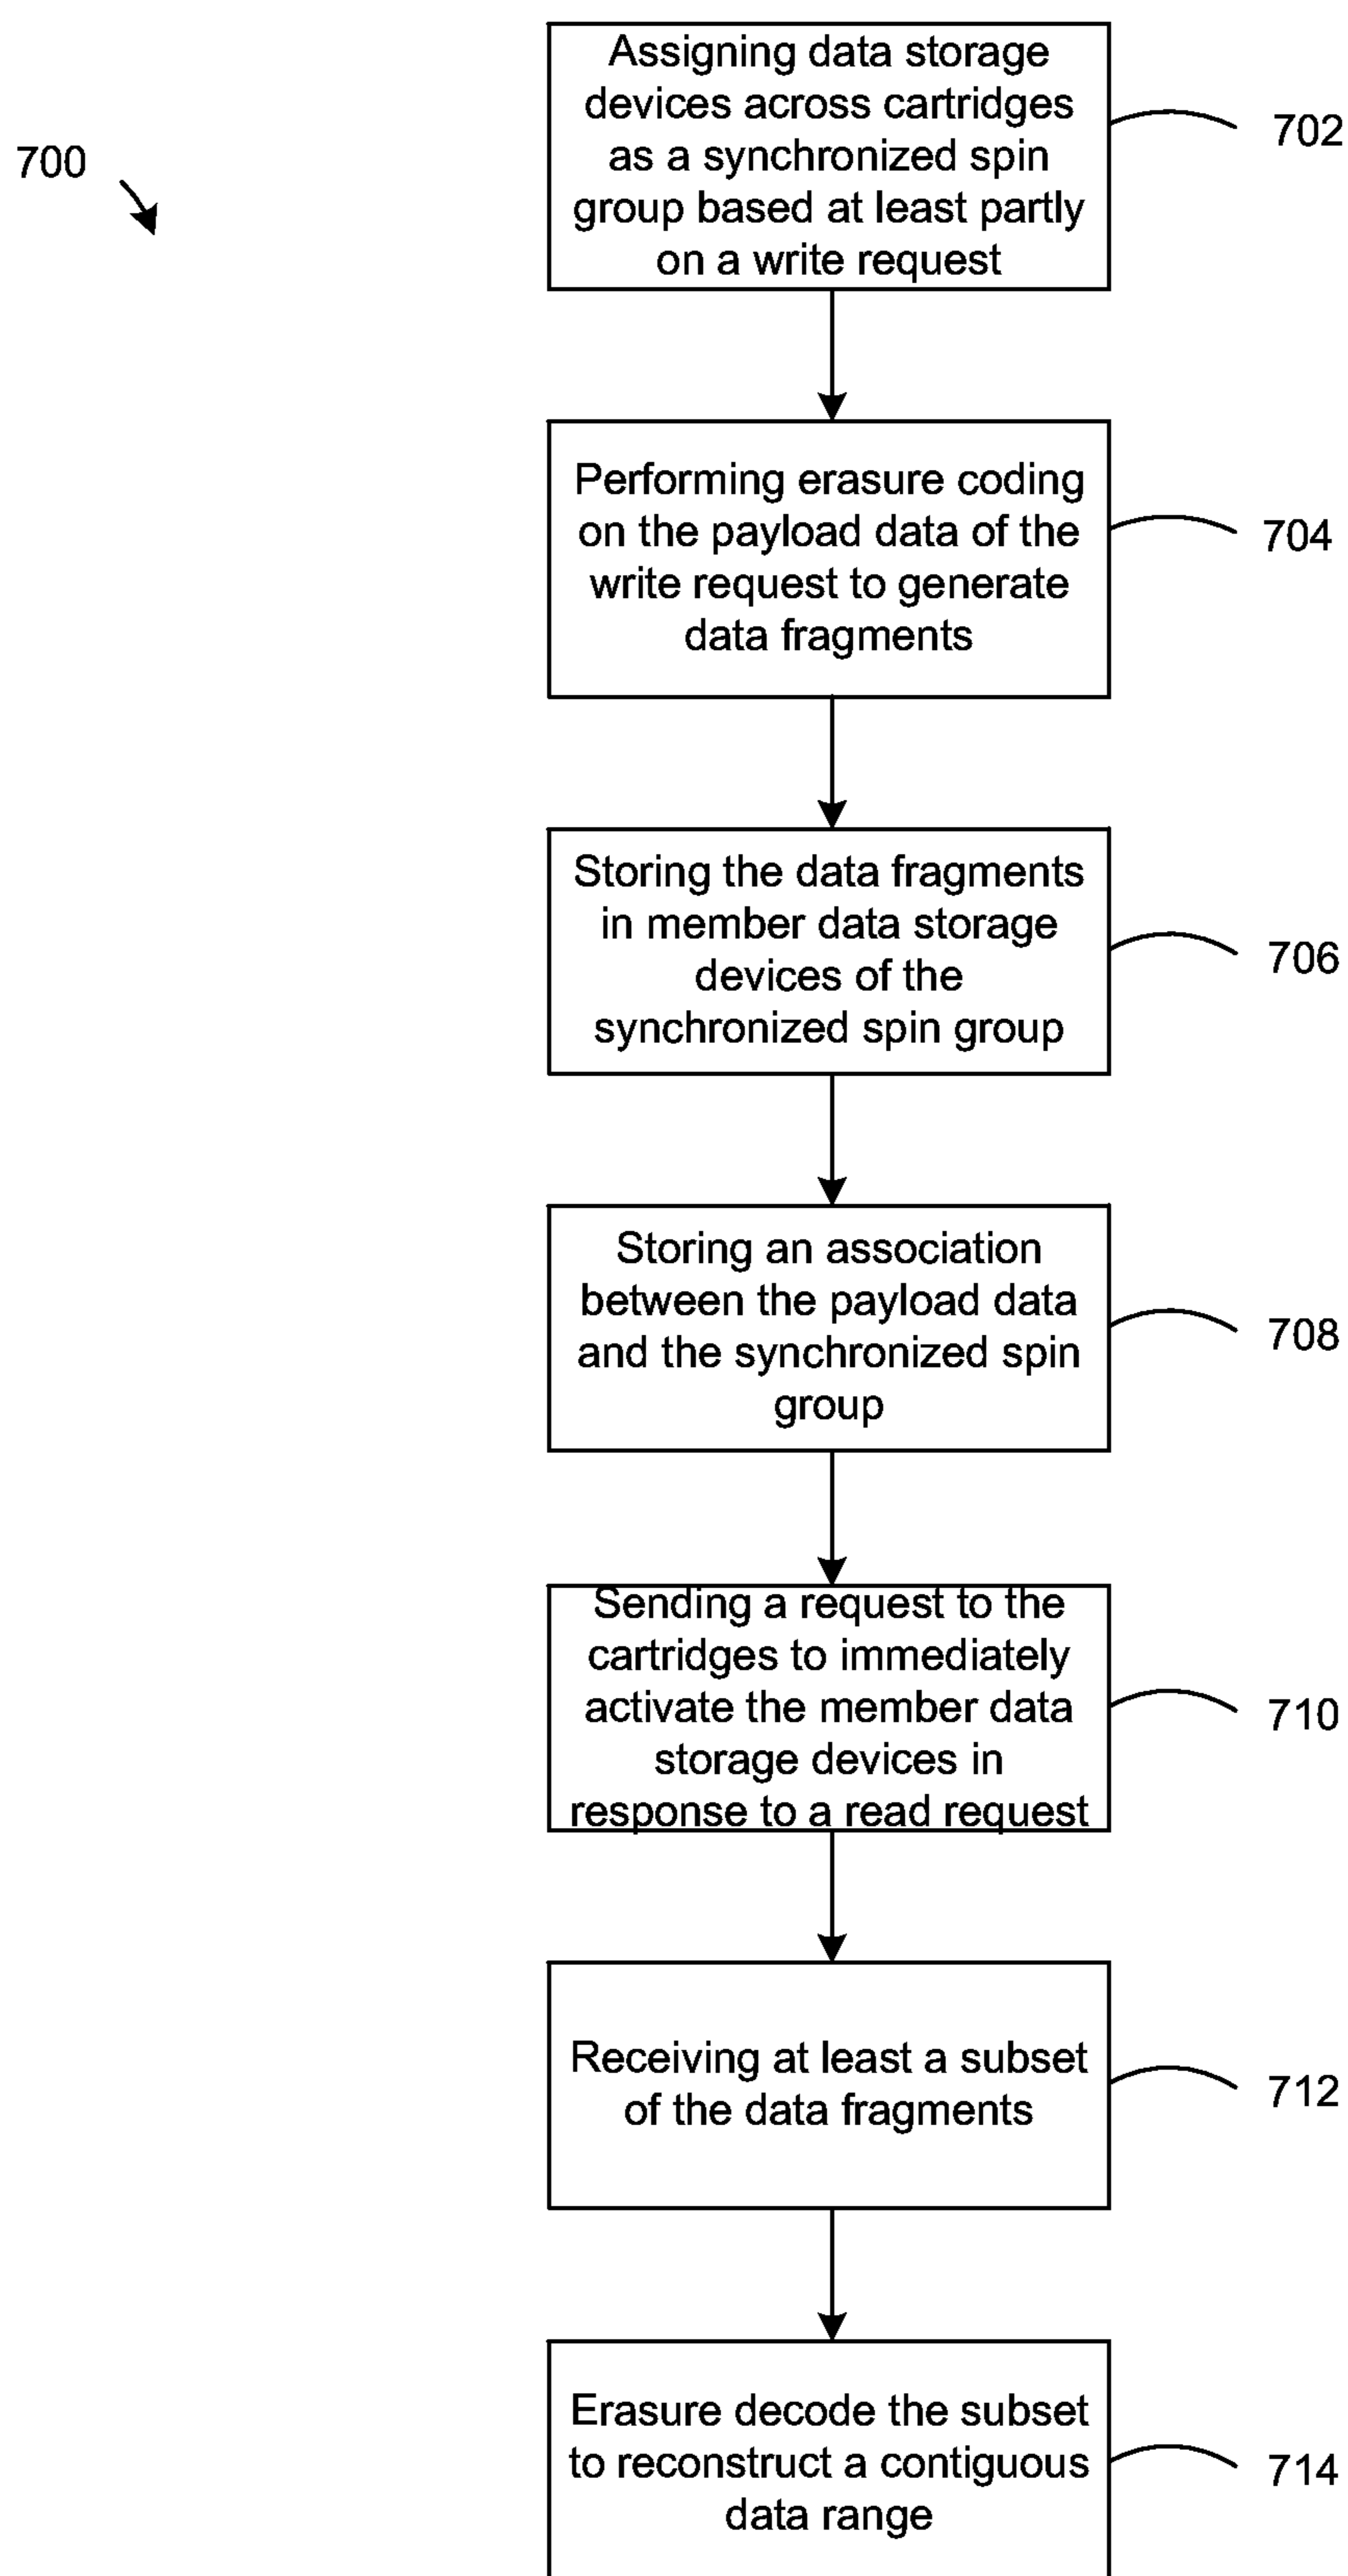 700
Assigning data storage
devices across cartridges
as a synchronized spin
group based at least partly
on a write request
702
Performing erasure coding
on the payload data of the
write request to generate
data fragments
704
Storing the data fragments
in member data storage
devices of the
synchronized spin group
706
Storing an association
between the payload data
and the synchronized spin
group
708
Sending a request to the
cartridges to immediately
activate the member data
storage devices in
response to a read request
710
Receiving at least a subset
of the data fragments
712
Erasure decode the subset
to reconstruct a contiguous
data range
714